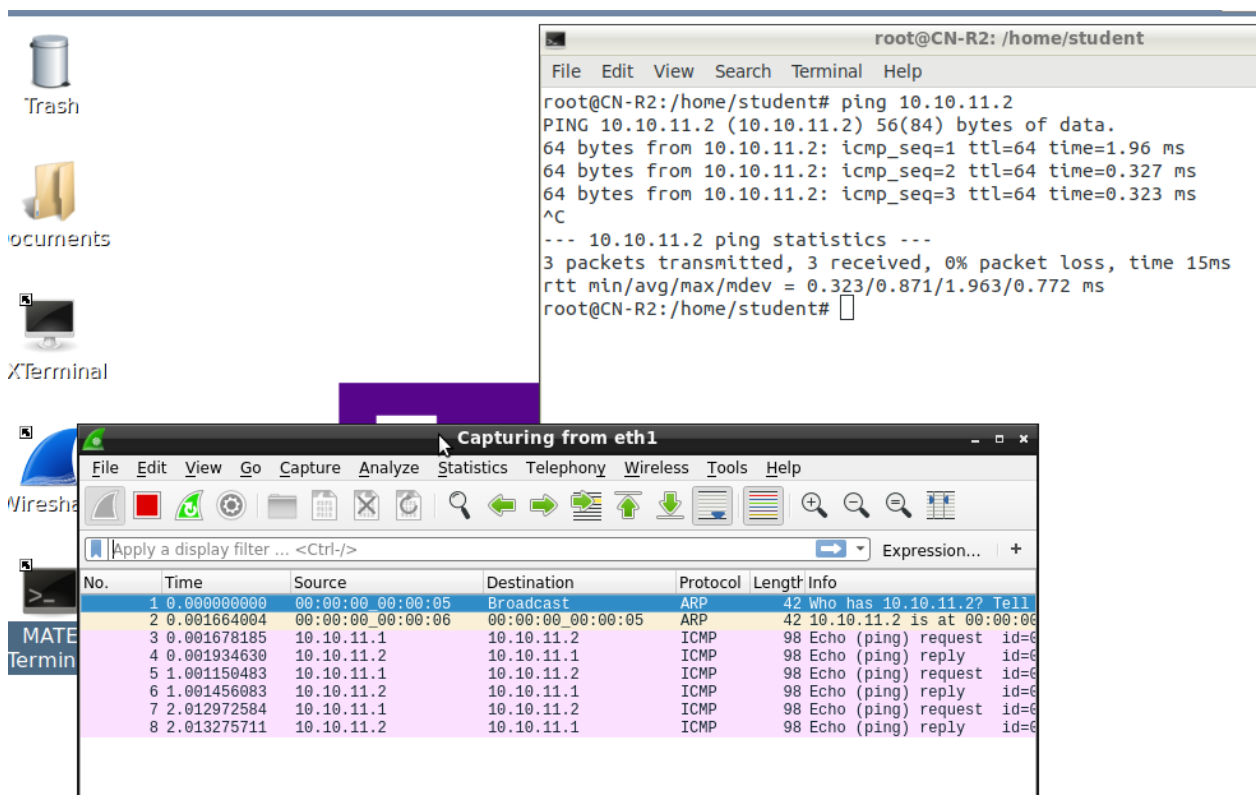 Trash
ocuments
XTerminal
Wiresha
MATE
Termin
root@CN-R2: /home/student
File Edit View Search Terminal Help
root@CN-R2:/home/student# ping 10.10.11.2
PING 10.10.11.2 (10.10.11.2) 56(84) bytes of data.
64 bytes from 10.10.11.2: icmp_seq=1 ttl=64 time=1.96 ms
64 bytes from 10.10.11.2: icmp_seq=2 ttl=64 time=0.327 ms
64 bytes from 10.10.11.2: icmp_seq=3 ttl=64 time=0.323 ms
^C
--- 10.10.11.2 ping statistics ---
3 packets transmitted, 3 received, 0% packet loss, time 15ms
rtt min/avg/max/mdev = 0.323/0.871/1.963/0.772 ms
root@CN-R2:/home/student#
Capturing from eth1
File Edit View Go Capture Analyze Statistics Telephony Wireless Tools Help
Apply a display filter ... <Ctrl-/> Expression... +
No. Time Source Destination Protocol Length Info
1 0.000000000 00:00:00_00:00:05 Broadcast ARP 42 Who has 10.10.11.2? Tell
2 0.001664004 00:00:00_00:00:06 00:00:00_00:00:05 ARP 42 10.10.11.2 is at 00:00:00
3 0.001678185 10.10.11.1 10.10.11.2 ICMP 98 Echo (ping) request id=0
4 0.001934630 10.10.11.2 10.10.11.1 ICMP 98 Echo (ping) reply id=0
5 1.001150483 10.10.11.1 10.10.11.2 ICMP 98 Echo (ping) request id=0
6 1.001456083 10.10.11.2 10.10.11.1 ICMP 98 Echo (ping) reply id=0
7 2.012972584 10.10.11.1 10.10.11.2 ICMP 98 Echo (ping) request id=0
8 2.013275711 10.10.11.2 10.10.11.1 ICMP 98 Echo (ping) reply id=0